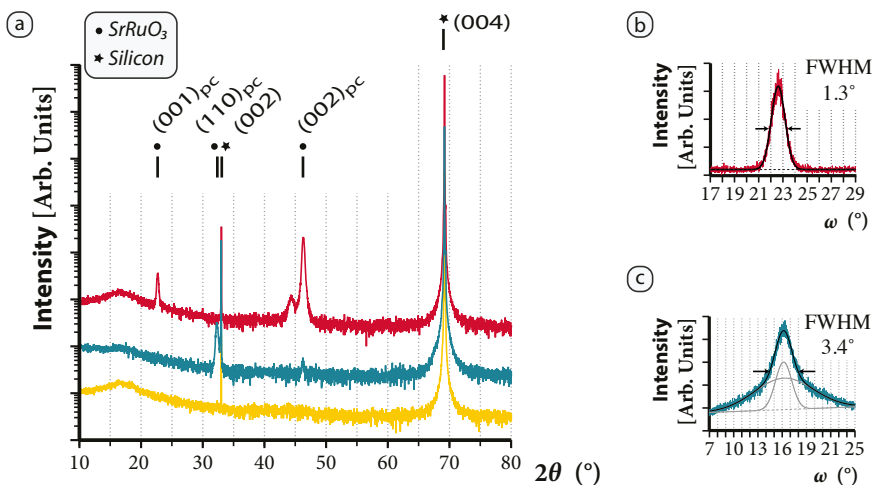 a
● SrRuO₃
★ Silicon
(001)pc
(110)pc
(002)
(002)pc
★ (004)
Intensity [Arb. Units]
10 20 30 40 50 60 70 80
2θ (°)
b
Intensity
[Arb. Units]
FWHM
1.3°
17 19 21 23 25 27 29
ω (°)
c
Intensity
[Arb. Units]
FWHM
3.4°
7 10 13 16 19 22 25
ω (°)